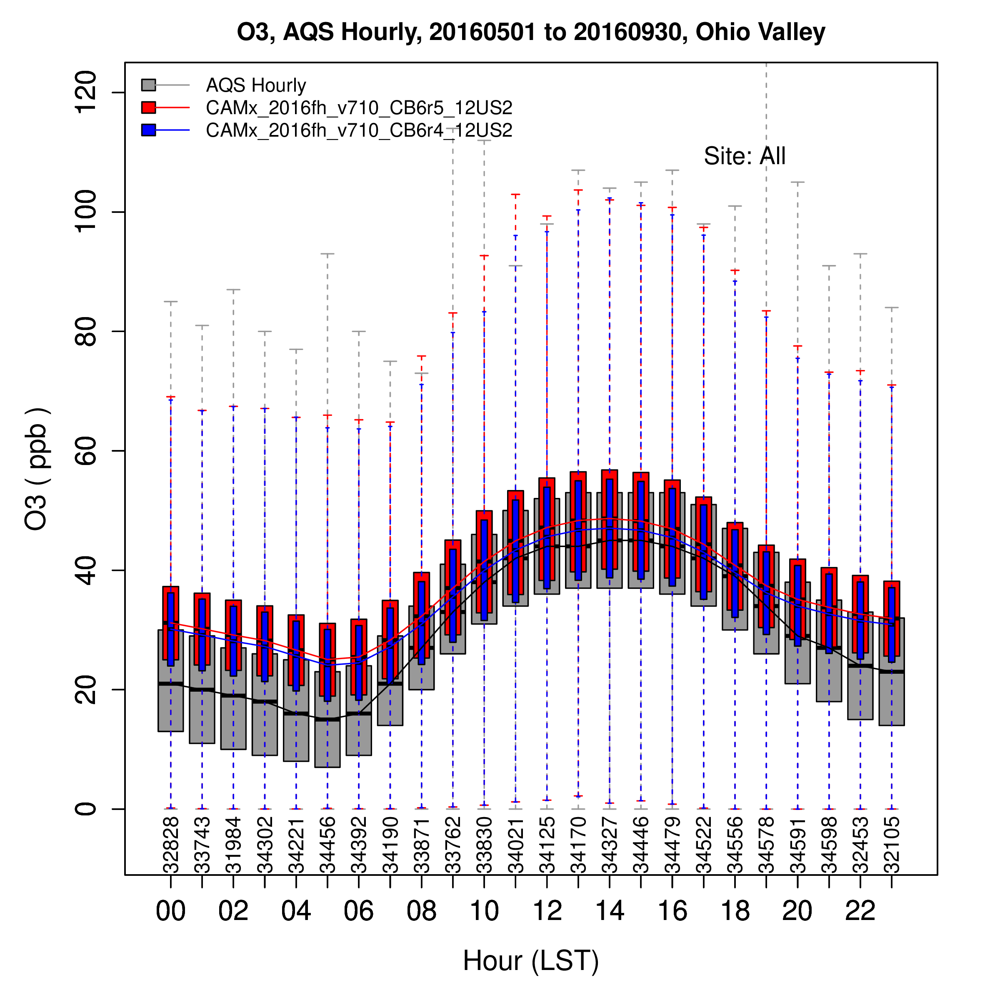 O3, AQS Hourly, 20160501 to 20160930, Ohio Valley
AQS Hourly
CAMx_2016fh_v710_CB6r5_12US2
CAMx_2016fh_v710_CB6r4_12US2
Site: All
O3 ( ppb )
120
100
80
60
40
20
0
32828 33743 31984 34302 34221 34456 34392 34190 33871 33762 33830 34021 34125 34170 34327 34446 34479 34522 34556 34578 34591 34598 32453 32105
00 02 04 06 08 10 12 14 16 18 20 22
Hour (LST)